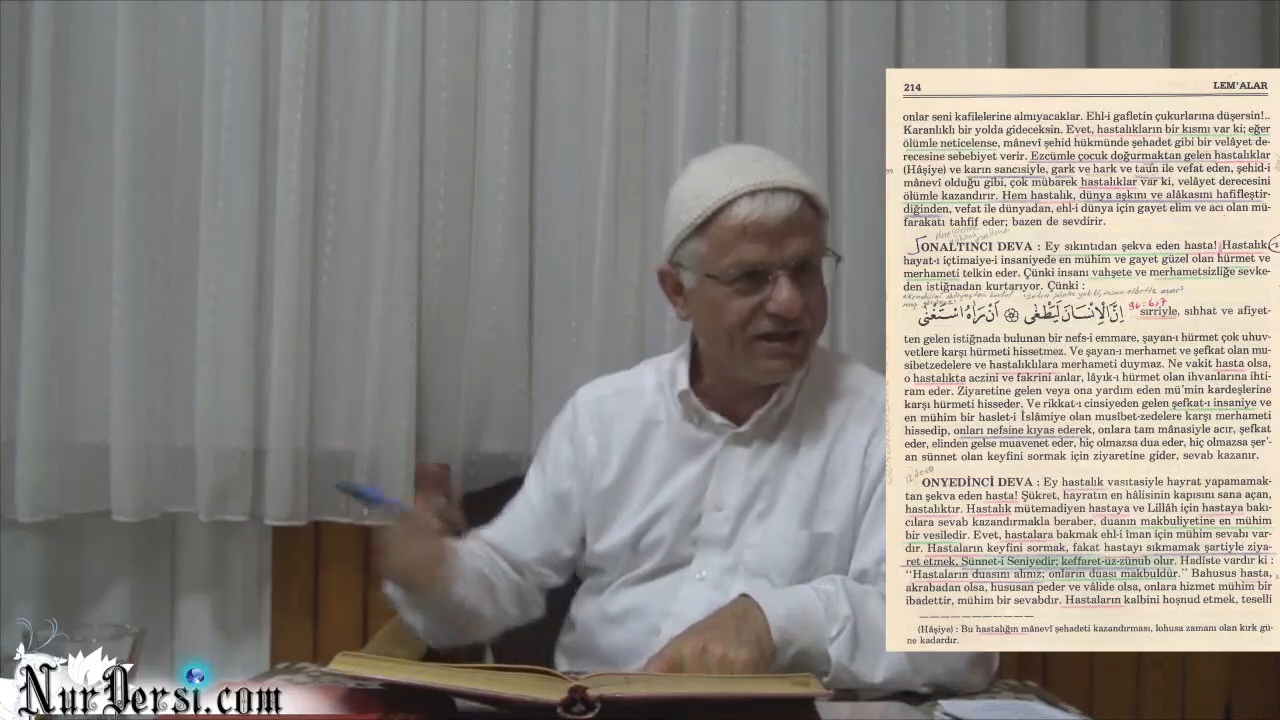 214 LEM'ALAR
onlar seni kafilelerine almıyacaklar. Ehl-i gafletin çukurlarına düşersin!..
Karanlıklı bir yolda gideceksin. Evet, hastalıkların bir kısmı var ki; eğer
ölümle neticelense, mânevî şehid hükmünde şehadet gibi bir velâyet de-
recesine sebebiyet verir. Ezcümle çocuk doğurmaktan gelen hastalıklar
(Hâşiye) ve karın sancısiyle, gark ve hark ve taun ile vefat eden, şehid-i
mânevî olduğu gibi, çok mübarek hastalıklar var ki, velâyet derecesini
ölümle kazandırır. Hem hastalık, dünya aşkını ve alâkasını hafifleştir-
diğinden, vefat ile dünyadan, ehl-i dünya için gayet elim ve acı olan mü-
farakatı tahfif eder; bazen de sevdirir.
ONALTINCI DEVA : Ey sıkıntıdan şekva eden hasta! Hastalık
hayat-ı içtimaiye-i insaniyede en mühim ve gayet güzel olan hürmet ve
merhameti telkin eder. Çünki insanı vahşete ve merhametsizliğe sevke-
den istiğnadan kurtarıyor. Çünki :
اِنَّ الْاِنْسَانَ لَيَطْغٰى ۞ اَنْ رَاٰهُ اسْتَغْنٰى 96:6,7 sırriyle, sıhhat ve afiyet-
ten gelen istiğnada bulunan bir nefs-i emmare, şayan-ı hürmet çok uhuv-
vetlere karşı hürmeti hissetmez. Ve şayan-ı merhamet ve şefkat olan mu-
sibetzedelere ve hastalıklılara merhameti duymaz. Ne vakit hasta olsa,
o hastalıkta aczini ve fakrini anlar, lâyık-ı hürmet olan ihvanlarına ihti-
ram eder. Ziyaretine gelen veya ona yardım eden mü'min kardeşlerine
karşı hürmeti hisseder. Ve rikkat-i cinsiyeden gelen şefkat-ı insaniye ve
en mühim bir haslet-i İslâmiye olan musibet-zedelere karşı merhameti
hissedip, onları nefsine kıyas ederek, onlara tam mânasiyle acır, şefkat
eder, elinden gelse muavenet eder, hiç olmazsa dua eder, hiç olmazsa şer'-
an sünnet olan keyfini sormak için ziyaretine gider, sevab kazanır.
ONYEDİNCİ DEVA : Ey hastalık vasıtasiyle hayrat yapamamak-
tan şekva eden hasta! Şükret, hayratın en hâlisinin kapısını sana açan,
hastalıktır. Hastalık mütemadiyen hastaya ve Lillâh için hastaya bakı-
cılara sevab kazandırmakla beraber, duanın makbuliyetine en mühim
bir vesiledir. Evet, hastalara bakmak ehl-i îman için mühim sevabı var-
dır. Hastaların keyfini sormak, fakat hastayı sıkmamak şartiyle ziya-
ret etmek, Sünnet-i Seniyedir; keffaret-üz-zünub olur. Hadiste vardır ki :
"Hastaların duasını alınız; onların duası makbuldür." Bahusus hasta,
akrabadan olsa, hususan peder ve vâlide olsa, onlara hizmet mühim bir
ibadettir, mühim bir sevabdır. Hastaların kalbini hoşnud etmek, teselli
(Hâşiye) : Bu hastalığın mânevî şehadeti kazandırması, lohusa zamanı olan kırk gü-
ne kadardır.
NurDersi.com